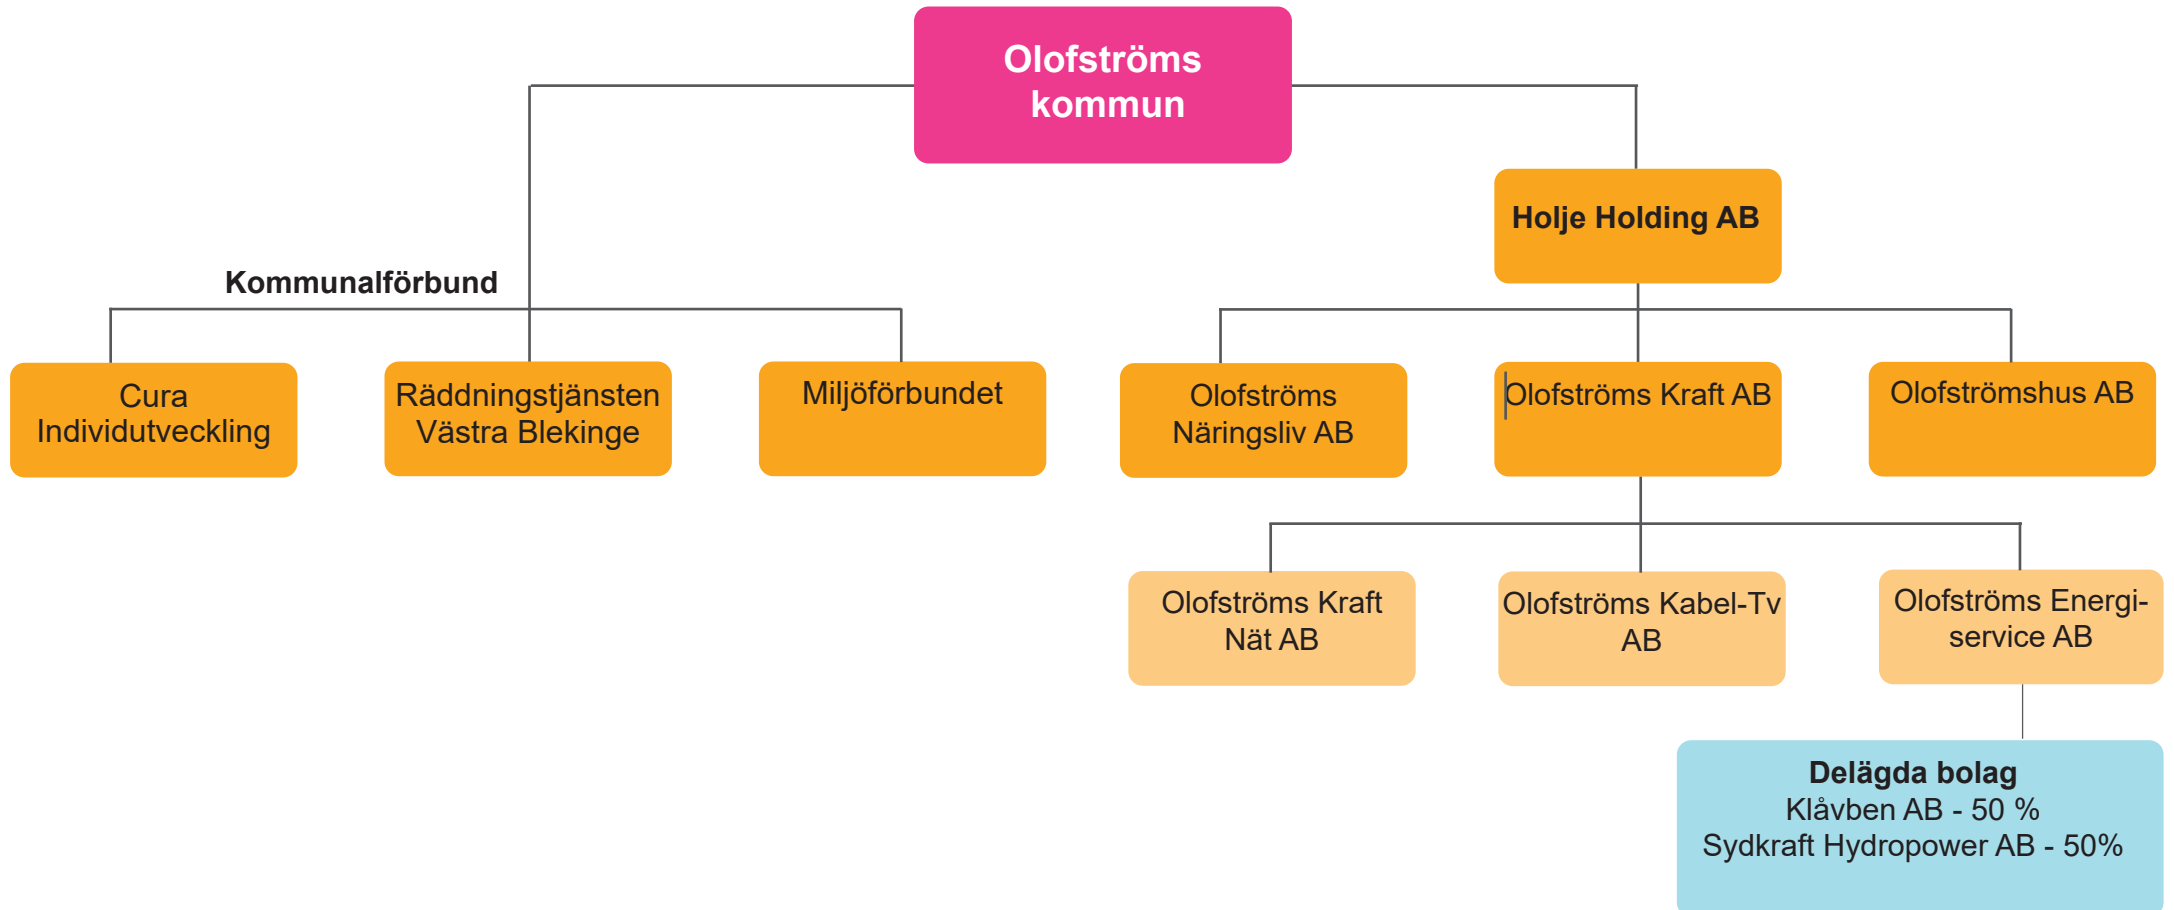 Olofströms
kommun
Holje Holding AB
Kommunalförbund
Cura
Individutveckling
Räddningstjänsten
Västra Blekinge
Miljöförbundet
Olofströms
Näringsliv AB
Olofströms Kraft AB
Olofströmshus AB
Olofströms Kraft
Nät AB
Olofströms Kabel-Tv
AB
Olofströms Energi-
service AB
Delägda bolag
Klåvben AB - 50 %
Sydkraft Hydropower AB - 50%